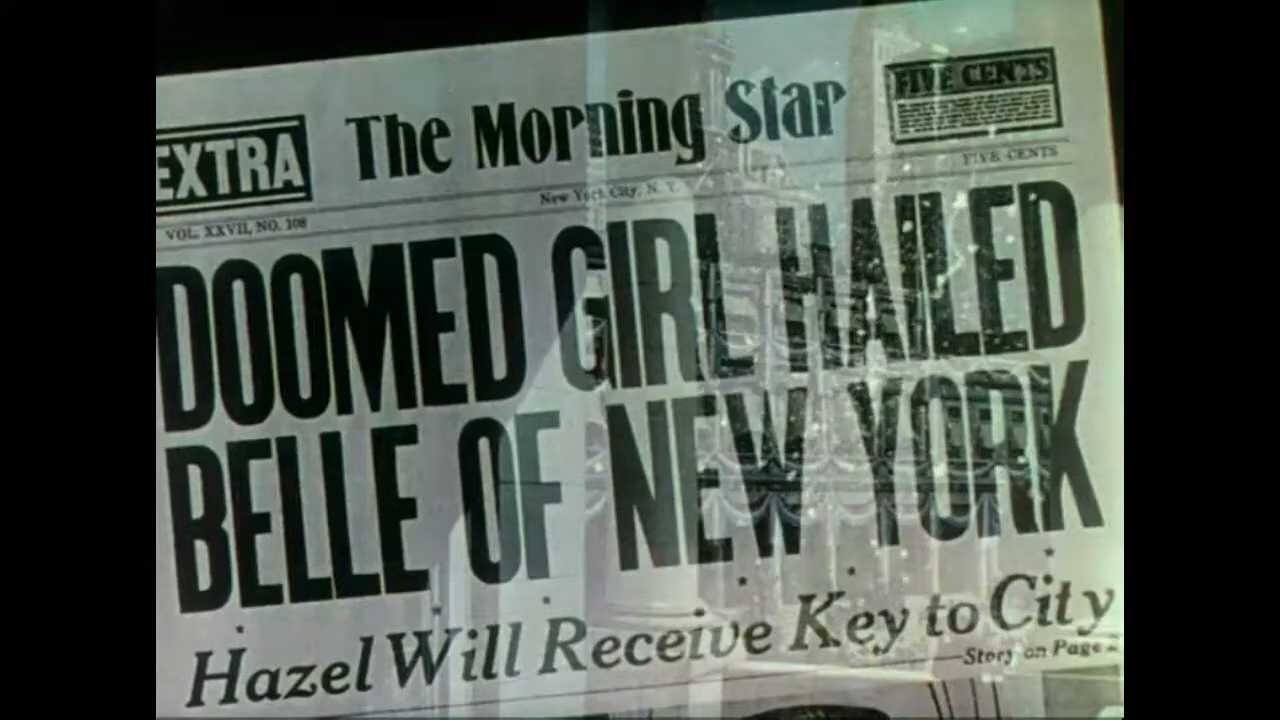 EXTRA
The Morning Star
FIVE CENTS
FIVE CENTS
New York City, N. Y.
VOL. XXVII, NO. 108
DOOMED GIRL HAILED
BELLE OF NEW YORK
Hazel Will Receive Key to City
Story on Page 2